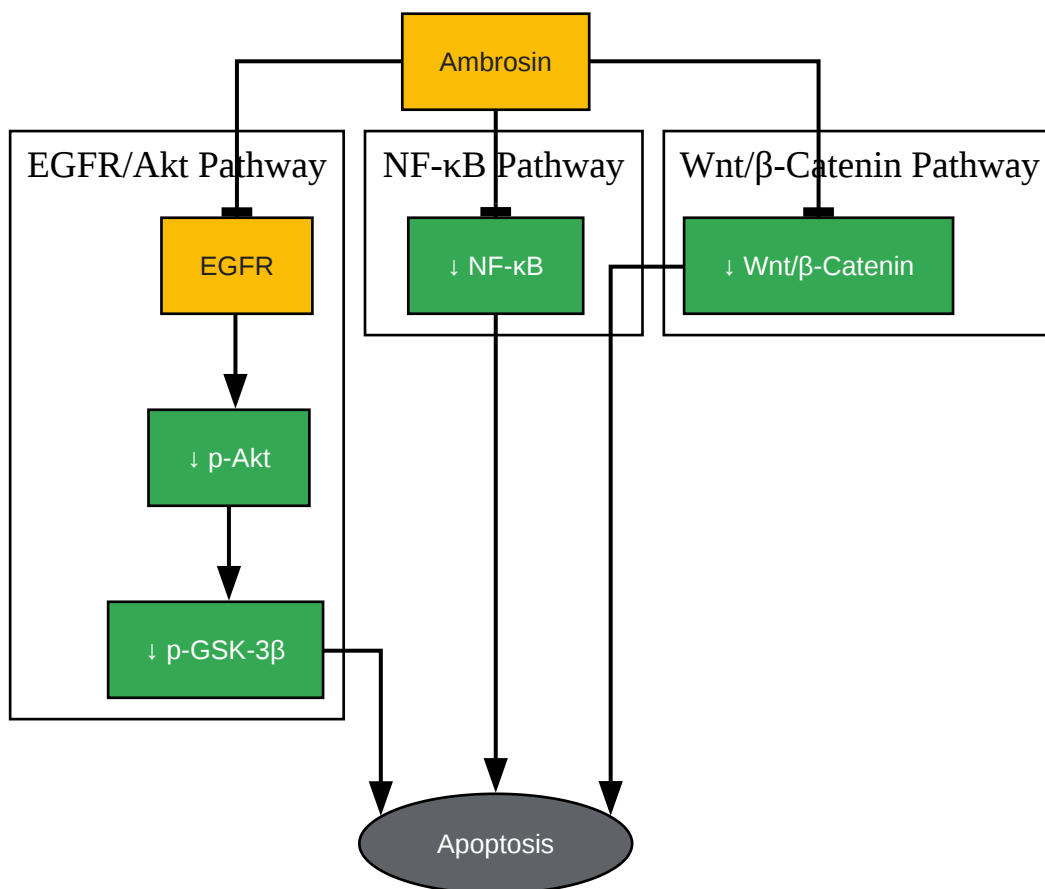 Ambrosin
EGFR/Akt Pathway
NF-κB Pathway
Wnt/β-Catenin Pathway
EGFR
↓ NF-κB
↓ Wnt/β-Catenin
↓ p-Akt
↓ p-GSK-3β
Apoptosis